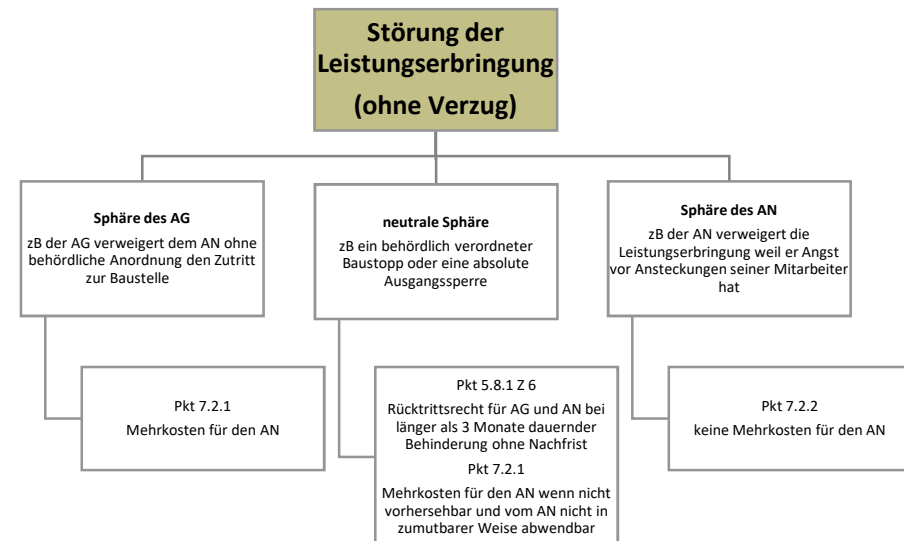 Störung der
Leistungserbringung
(ohne Verzug)
Sphäre des AG
zB der AG verweigert dem AN ohne
behördliche Anordnung den Zutritt
zur Baustelle
neutrale Sphäre
zB ein behördlich verordneter
Baustopp oder eine absolute
Ausgangssperre
Sphäre des AN
zB der AN verweigert die
Leistungserbringung weil er Angst
vor Ansteckungen seiner Mitarbeiter
hat
Pkt 7.2.1
Mehrkosten für den AN
Pkt 5.8.1 Z 6
Rücktrittsrecht für AG und AN bei
länger als 3 Monate dauernder
Behinderung ohne Nachfrist
Pkt 7.2.1
Mehrkosten für den AN wenn nicht
vorhersehbar und vom AN nicht in
zumutbarer Weise abwendbar
Pkt 7.2.2
keine Mehrkosten für den AN